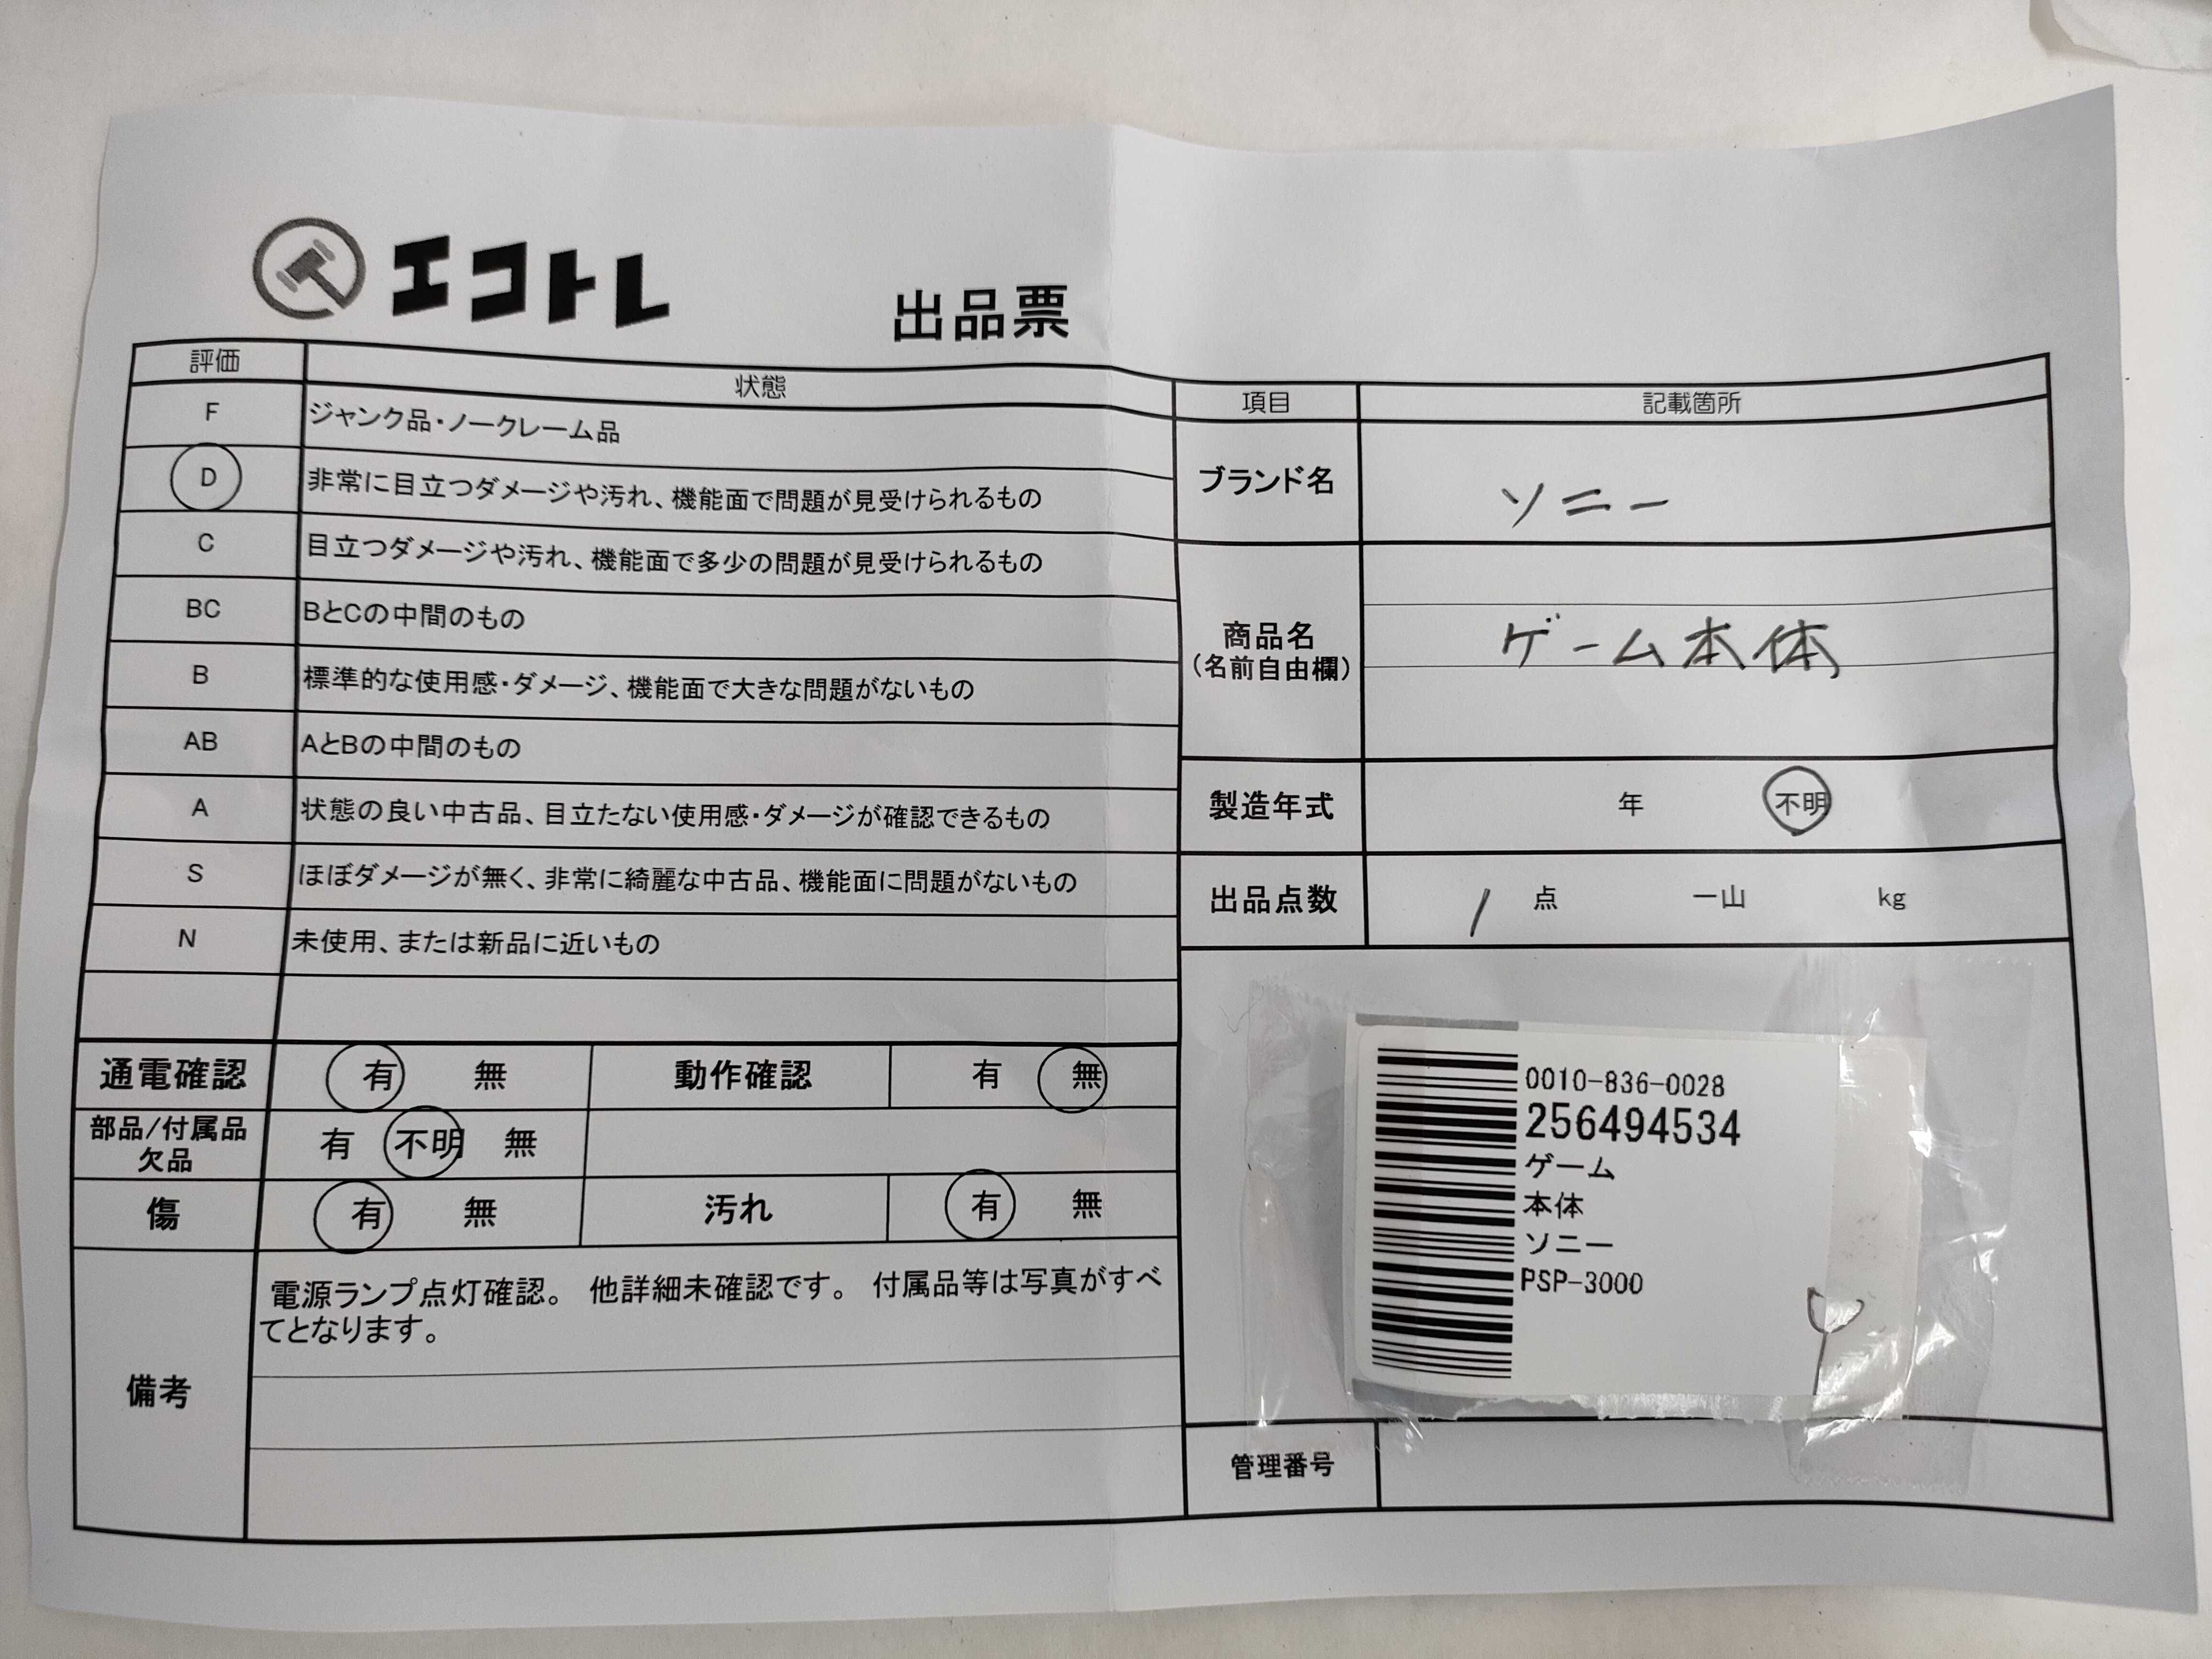 エコトレ
出品票
評価 状態
F ジャンク品・ノークレーム品
D 非常に目立つダメージや汚れ、機能面で問題が見受けられるもの
C 目立つダメージや汚れ、機能面で多少の問題が見受けられるもの
BC BとCの中間のもの
B 標準的な使用感・ダメージ、機能面で大きな問題がないもの
AB AとBの中間のもの
A 状態の良い中古品、目立たない使用感・ダメージが確認できるもの
S ほぼダメージが無く、非常に綺麗な中古品、機能面に問題がないもの
N 未使用、または新品に近いもの
通電確認 有 無 動作確認 有 無
部品/付属品
欠品 有 不明 無
傷 有 無 汚れ 有 無
備考
電源ランプ点灯確認。 他詳細未確認です。 付属品等は写真がすべ
てとなります。
項目 記載箇所
ブランド名 ソニー
商品名
(名前自由欄) ゲーム本体
製造年式 年 不明
出品点数 1 点 一山 kg
0010-836-0028
256494534
ゲーム
本体
ソニー
PSP-3000
管理番号